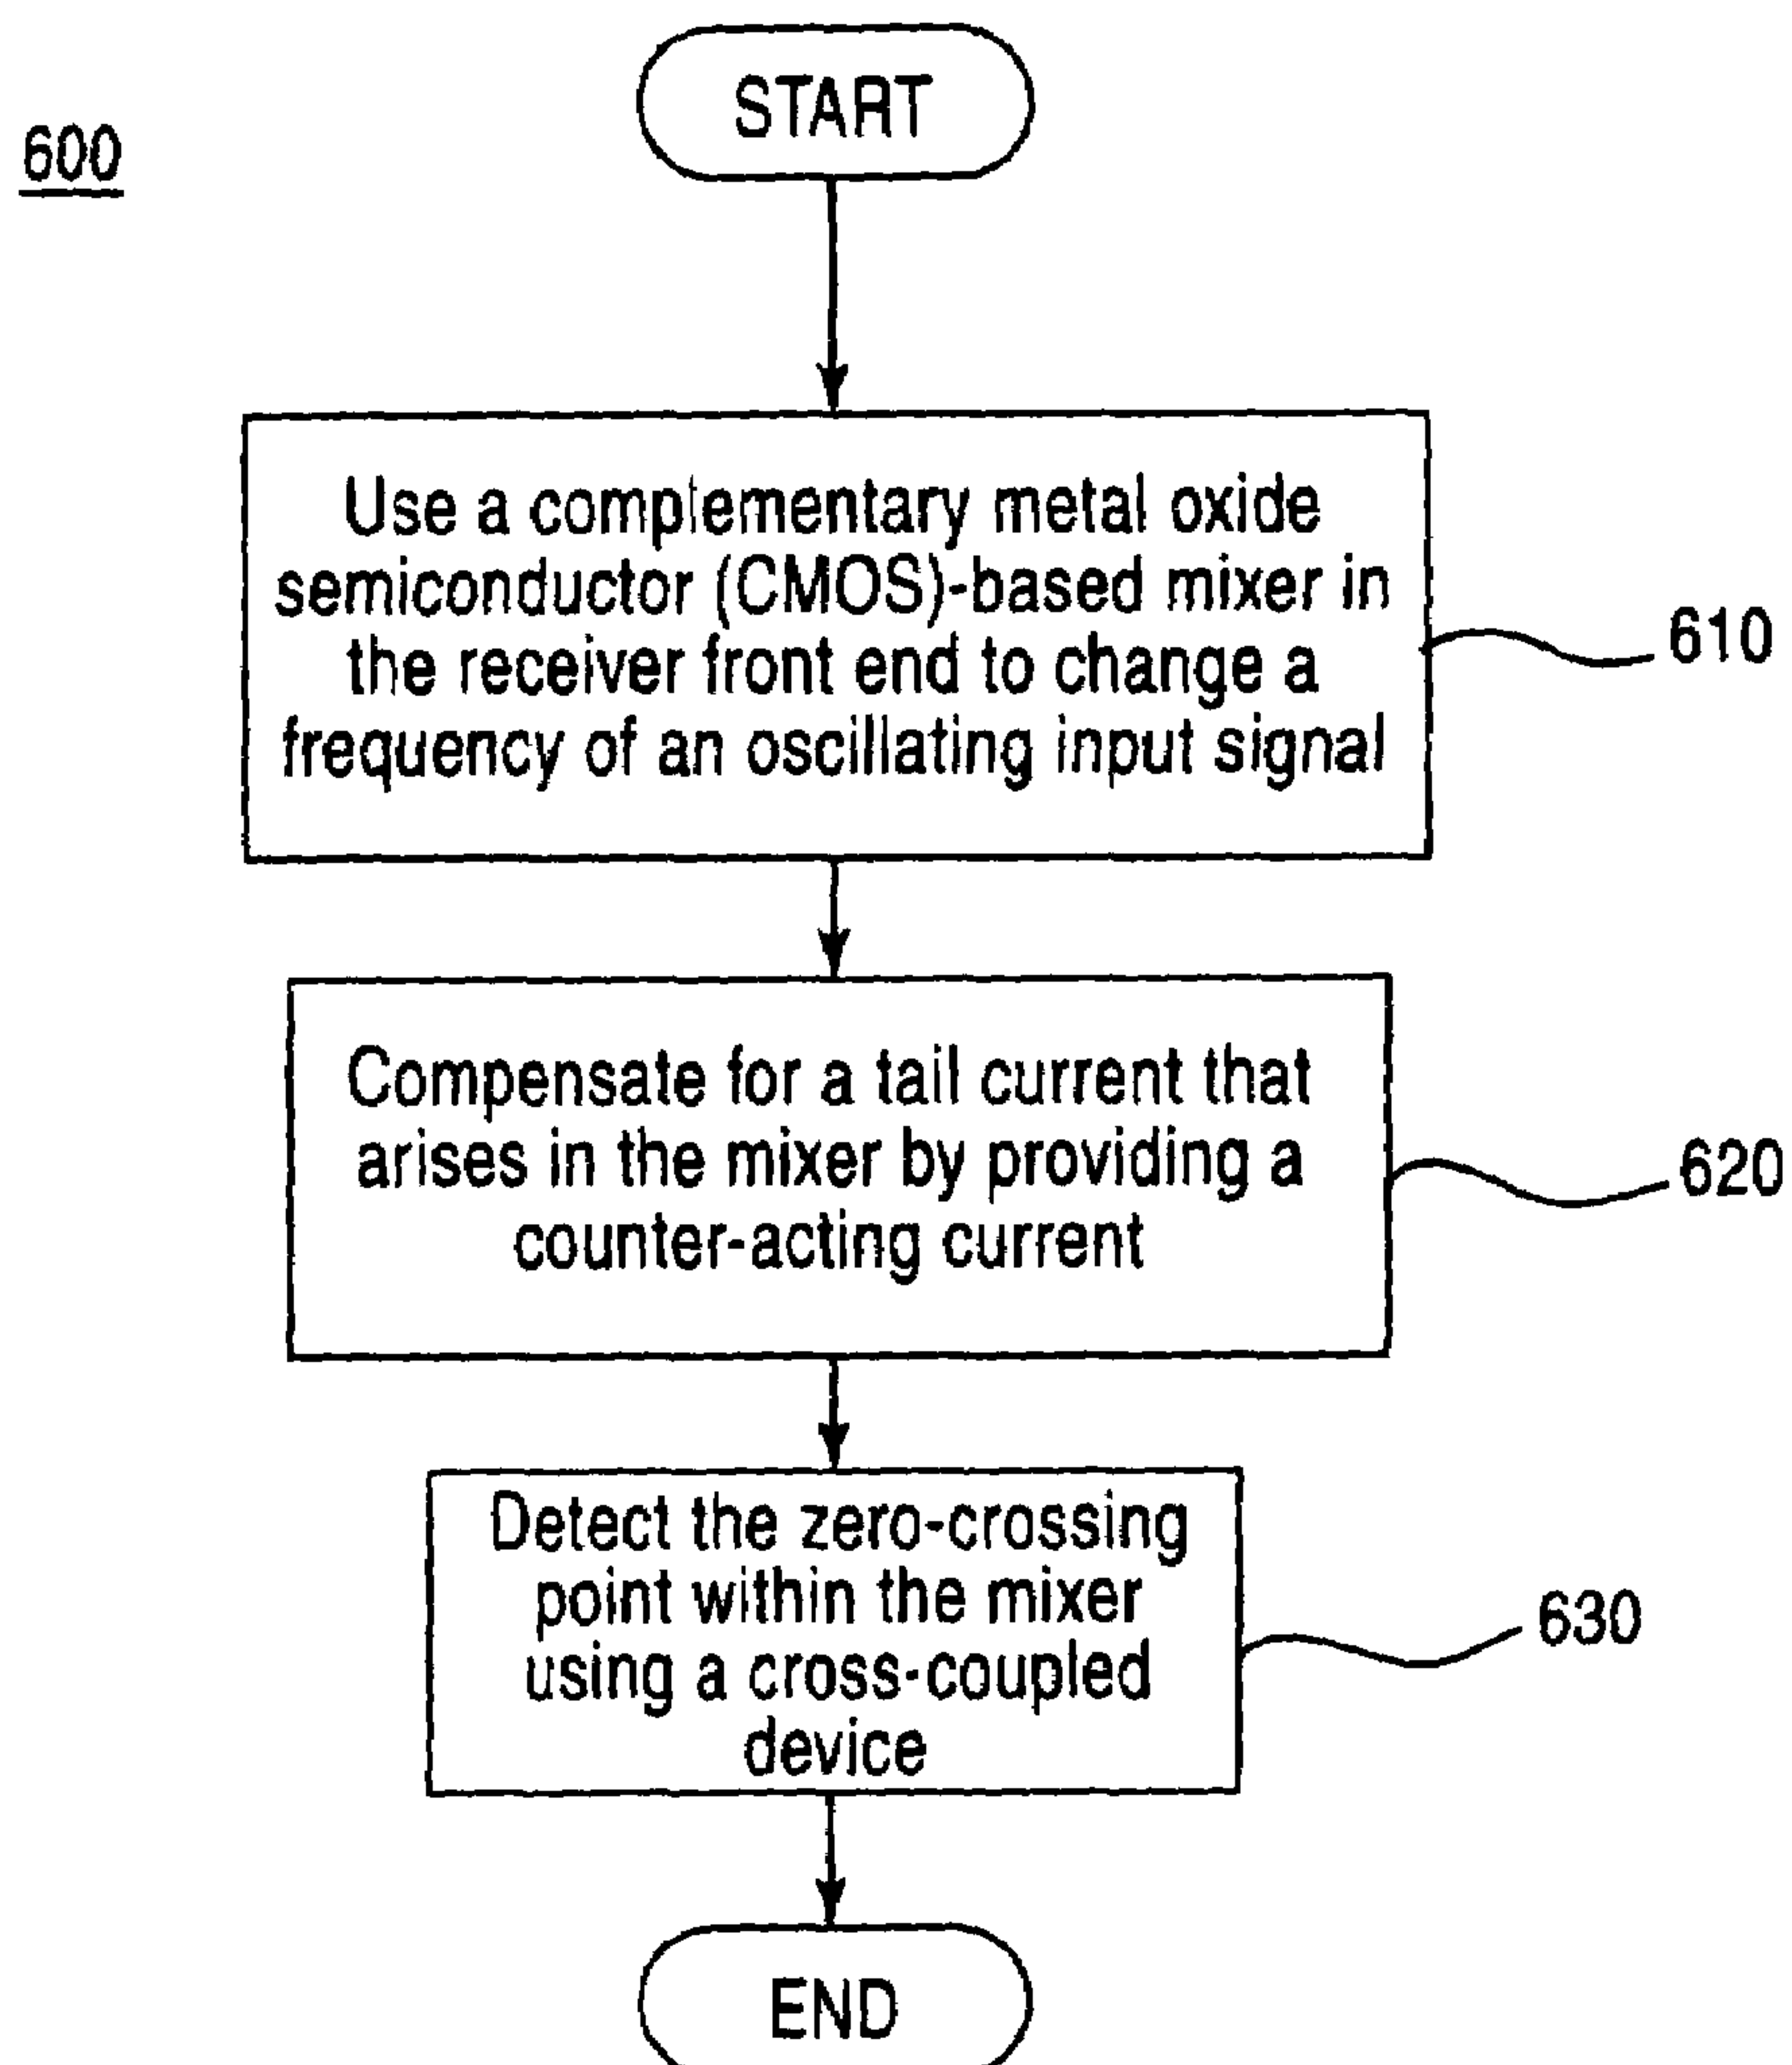 START
600
Use a complementary metal oxide
semiconductor (CMOS)-based mixer in
the receiver front end to change a
frequency of an oscillating input signal
610
Compensate for a tail current that
arises in the mixer by providing a
counter-acting current
620
Detect the zero-crossing
point within the mixer
using a cross-coupled
device
630
END